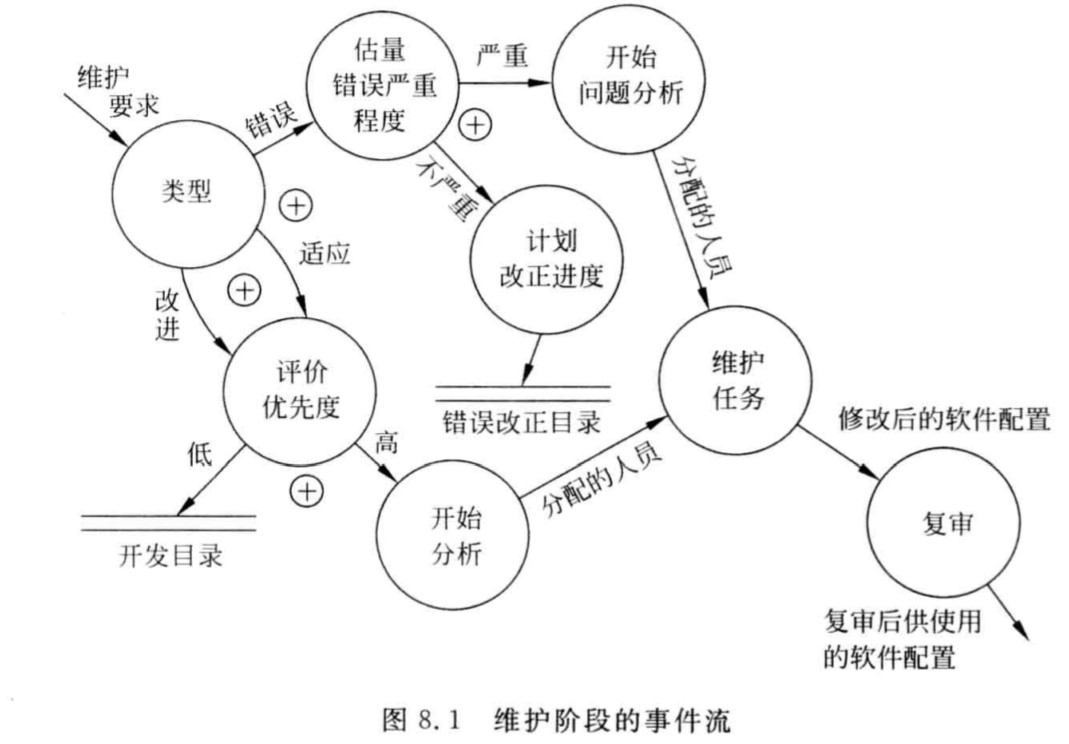 维护
要求
类型
错误
估量
错误严重
程度
严重
开始
问题分析
不严重
计划
改正进度
错误改正目录
分配的人员
适应
改
进
评价
优先度
低
高
开发目录
开始
分析
分配的人员
维护
任务
修改后的软件配置
复审
复审后供使用
的软件配置
图 8.1 维护阶段的事件流